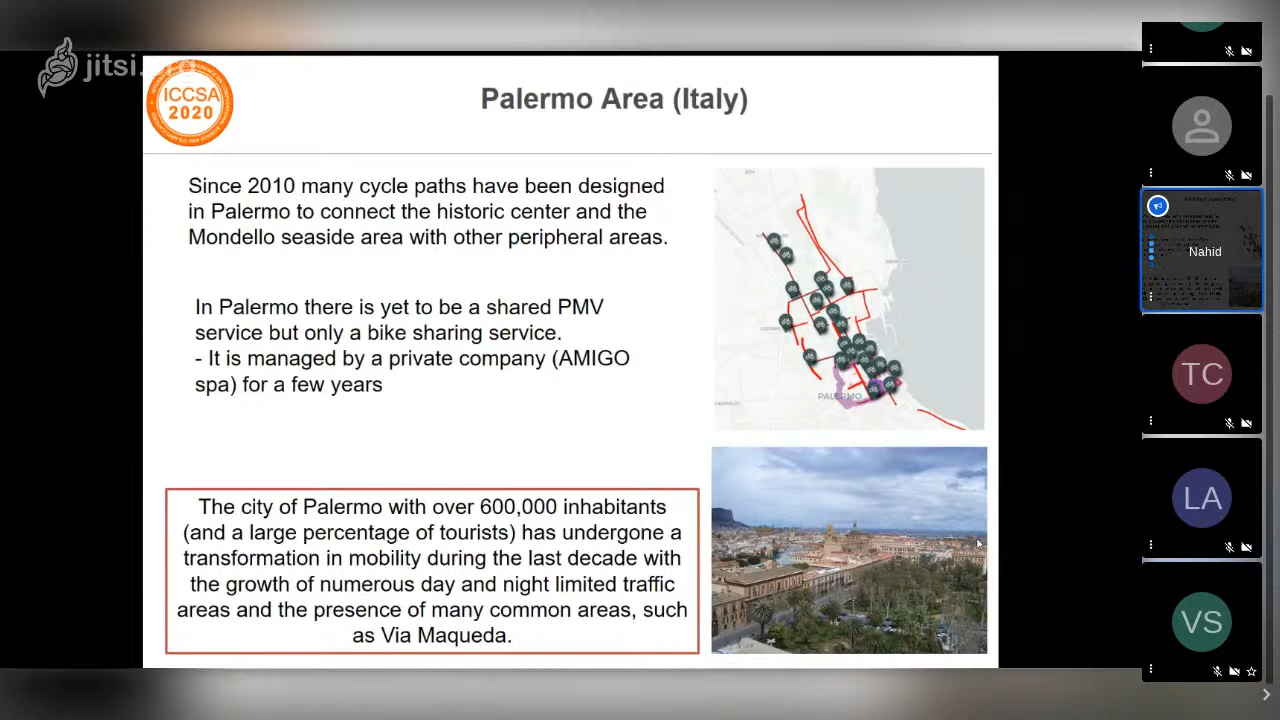 jitsi.org
ICCSA
2020
Palermo Area (Italy)
Since 2010 many cycle paths have been designed
in Palermo to connect the historic center and the
Mondello seaside area with other peripheral areas.
In Palermo there is yet to be a shared PMV
service but only a bike sharing service.
- It is managed by a private company (AMIGO
spa) for a few years
PALERMO
The city of Palermo with over 600,000 inhabitants
(and a large percentage of tourists) has undergone a
transformation in mobility during the last decade with
the growth of numerous day and night limited traffic
areas and the presence of many common areas, such
as Via Maqueda.
Nahid
TC
LA
VS